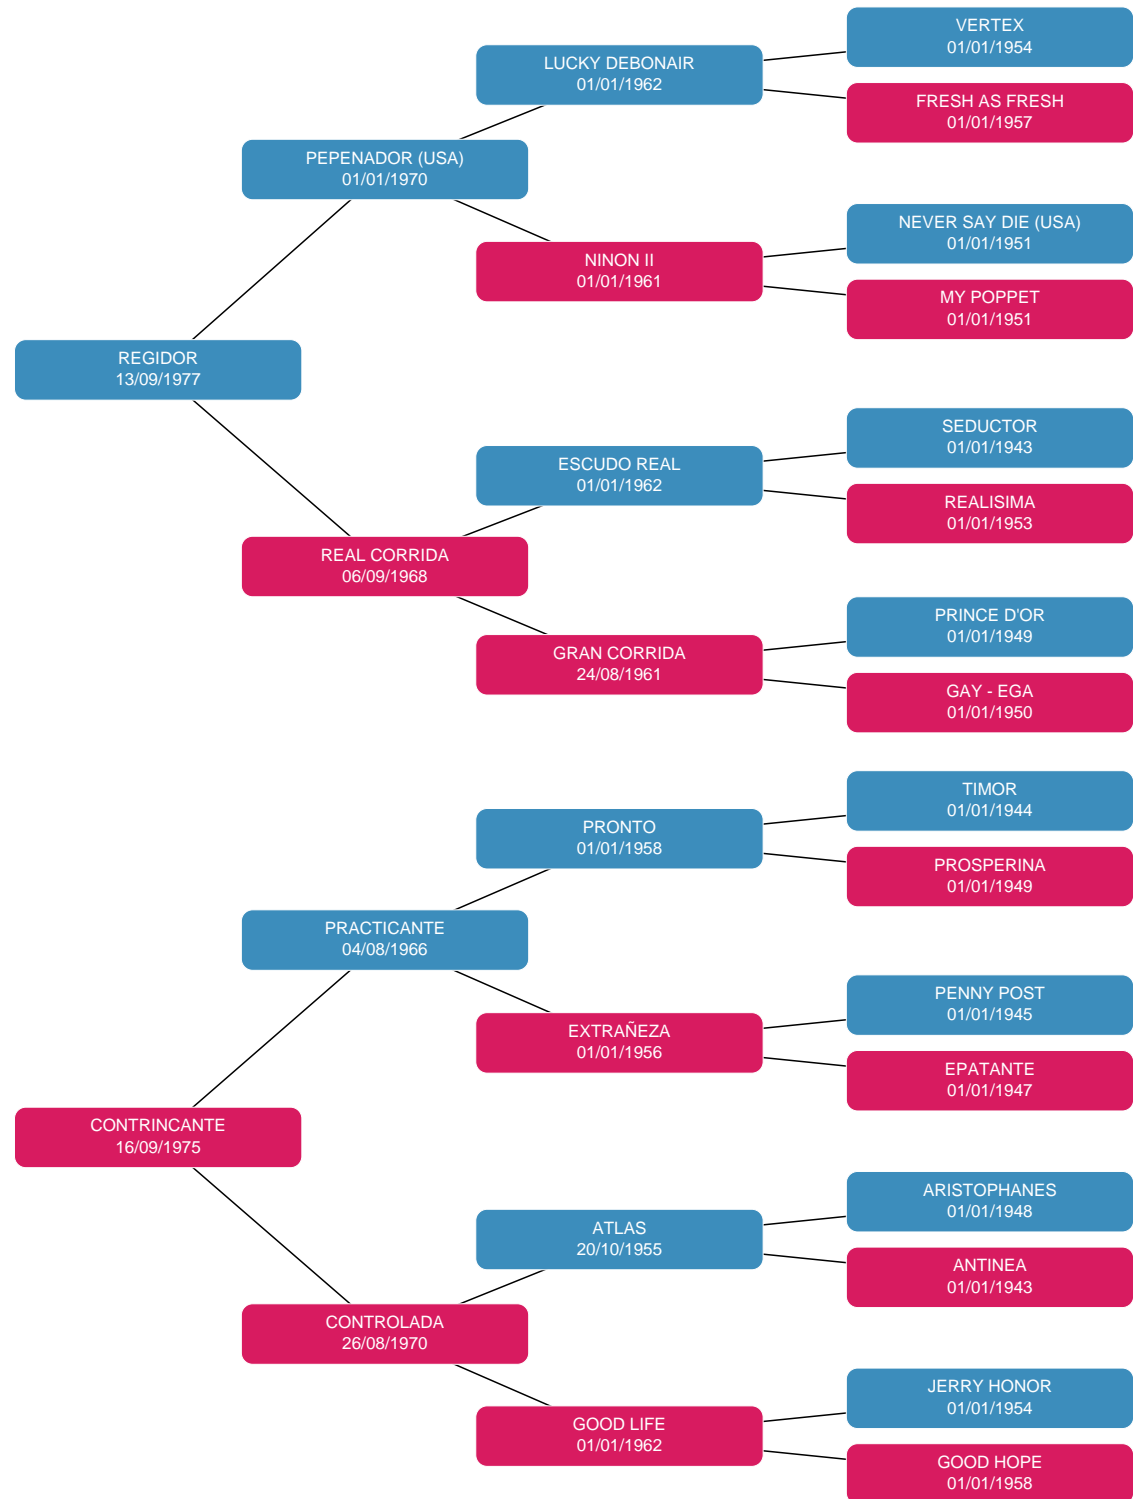 VERTEX
01/01/1954
LUCKY DEBONAIR
01/01/1962
FRESH AS FRESH
01/01/1957
PEPENADOR (USA)
01/01/1970
NEVER SAY DIE (USA)
01/01/1951
NINON II
01/01/1961
MY POPPET
01/01/1951
REGIDOR
13/09/1977
SEDUCTOR
01/01/1943
ESCUDO REAL
01/01/1962
REALISIMA
01/01/1953
REAL CORRIDA
06/09/1968
PRINCE D'OR
01/01/1949
GRAN CORRIDA
24/08/1961
GAY - EGA
01/01/1950
TIMOR
01/01/1944
PRONTO
01/01/1958
PROSPERINA
01/01/1949
PRACTICANTE
04/08/1966
PENNY POST
01/01/1945
EXTRAÑEZA
01/01/1956
EPATANTE
01/01/1947
CONTRINCANTE
16/09/1975
ARISTOPHANES
01/01/1948
ATLAS
20/10/1955
ANTINEA
01/01/1943
CONTROLADA
26/08/1970
JERRY HONOR
01/01/1954
GOOD LIFE
01/01/1962
GOOD HOPE
01/01/1958